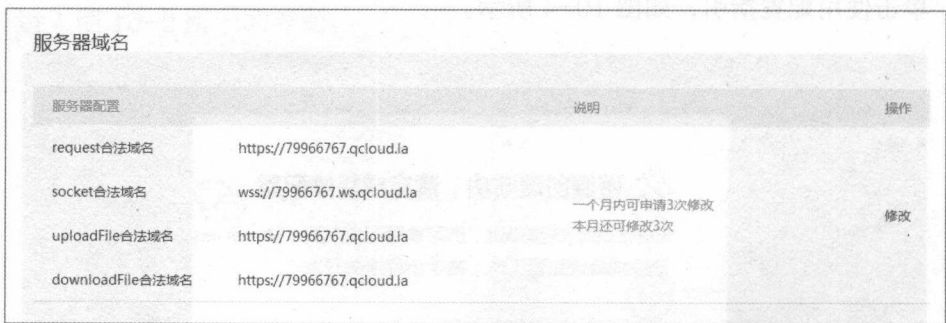 服务器域名
服务器配置 说明 操作
request合法域名 https://79966767.qcloud.la
socket合法域名 wss://79966767.ws.qcloud.la
一个月内可申请3次修改
本月还可修改3次
修改
uploadFile合法域名 https://79966767.qcloud.la
downloadFile合法域名 https://79966767.qcloud.la